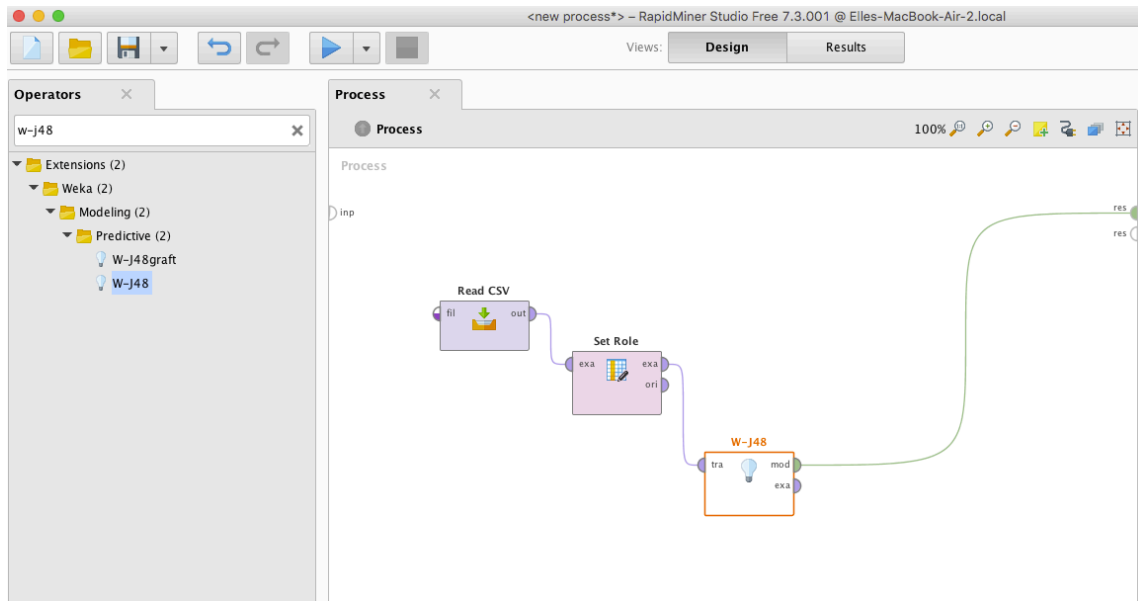 <new process*> – RapidMiner Studio Free 7.3.001 @ Elles-MacBook-Air-2.local
Views: Design Results
Operators
w-j48
Extensions (2)
Weka (2)
Modeling (2)
Predictive (2)
W-J48graft
W-J48
Process
Process
100%
Process
inp
res
res
Read CSV
fil out
Set Role
exa exa
ori
W-J48
tra mod
exa